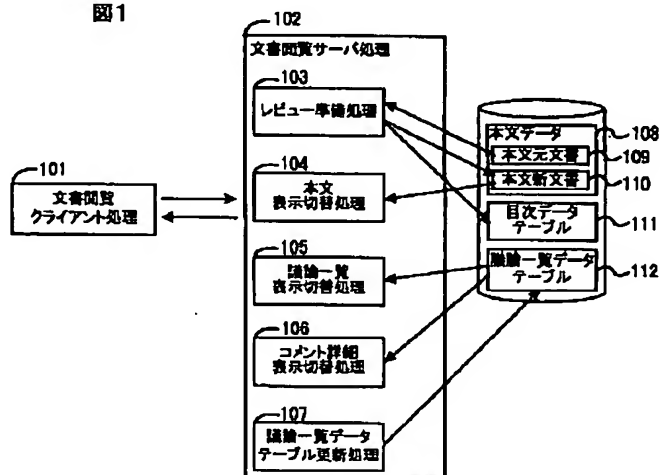 図1
102
文書閲覧サーバ処理
103
レビュー準備処理
104
本文
表示切替処理
105
議論一覧
表示切替処理
106
コメント詳細
表示切替処理
107
議論一覧データ
テーブル更新処理
101
文書閲覧
クライアント処理
本文データ
108
本文元文書
109
本文新文書
110
目次データ
テーブル
111
議論一覧データ
テーブル
112